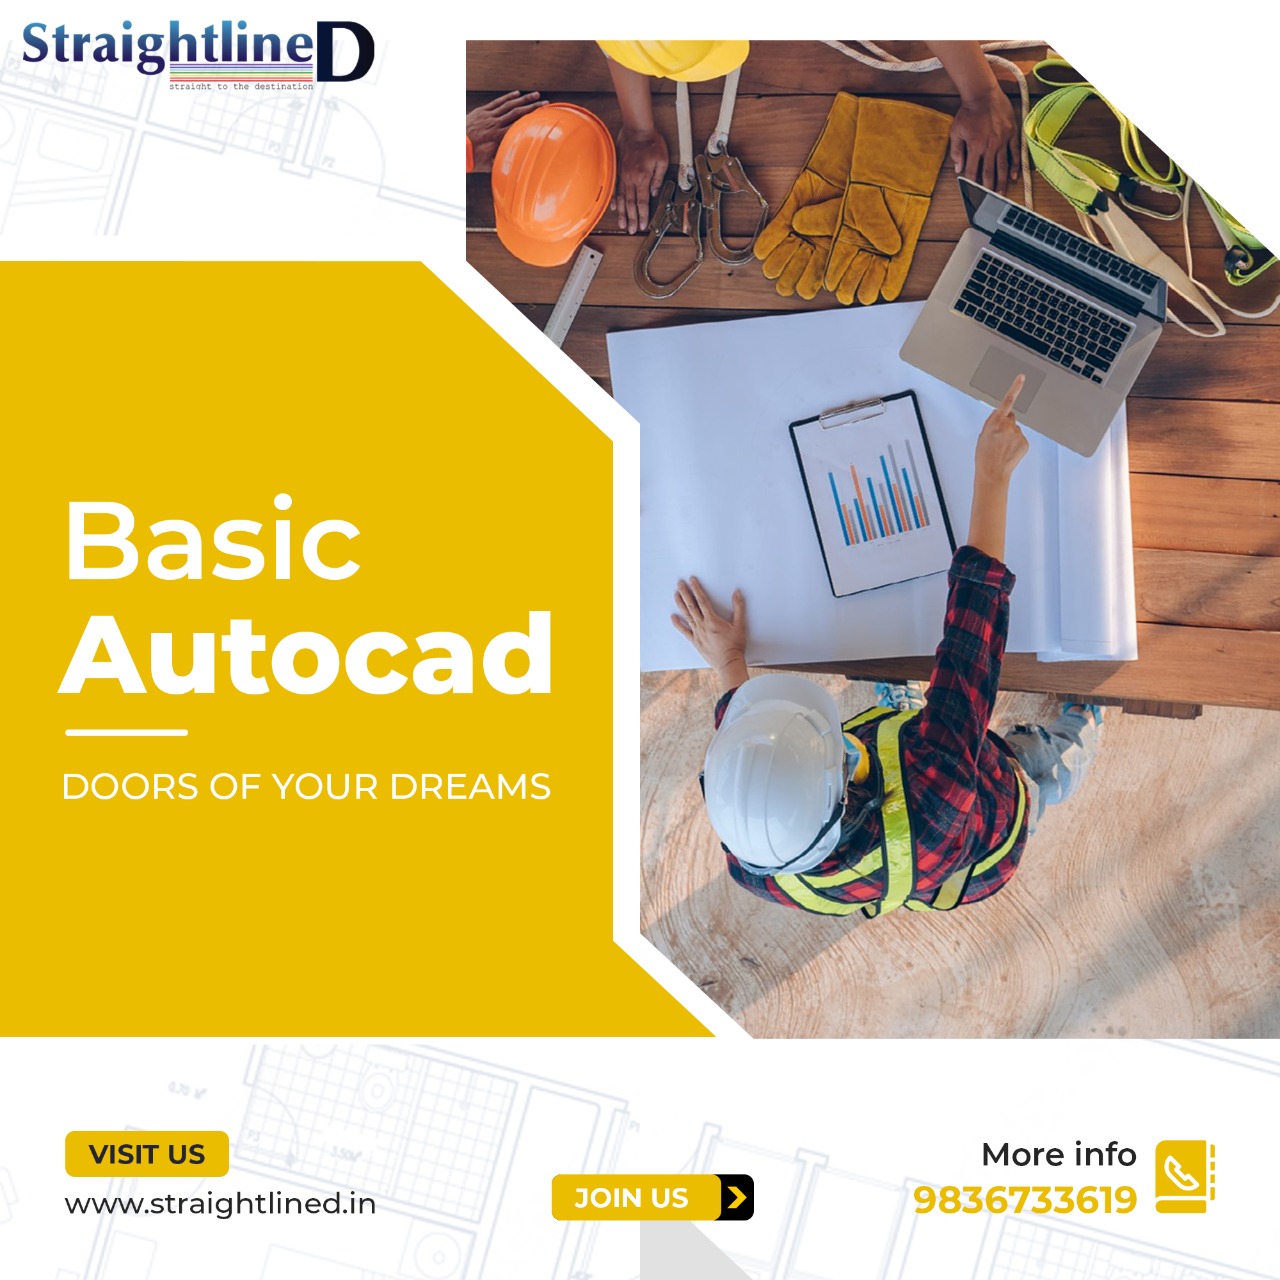 StraightlineD
straight to the destination
Basic
Autocad
DOORS OF YOUR DREAMS
VISIT US
www.straightlined.in
JOIN US
More info
9836733619